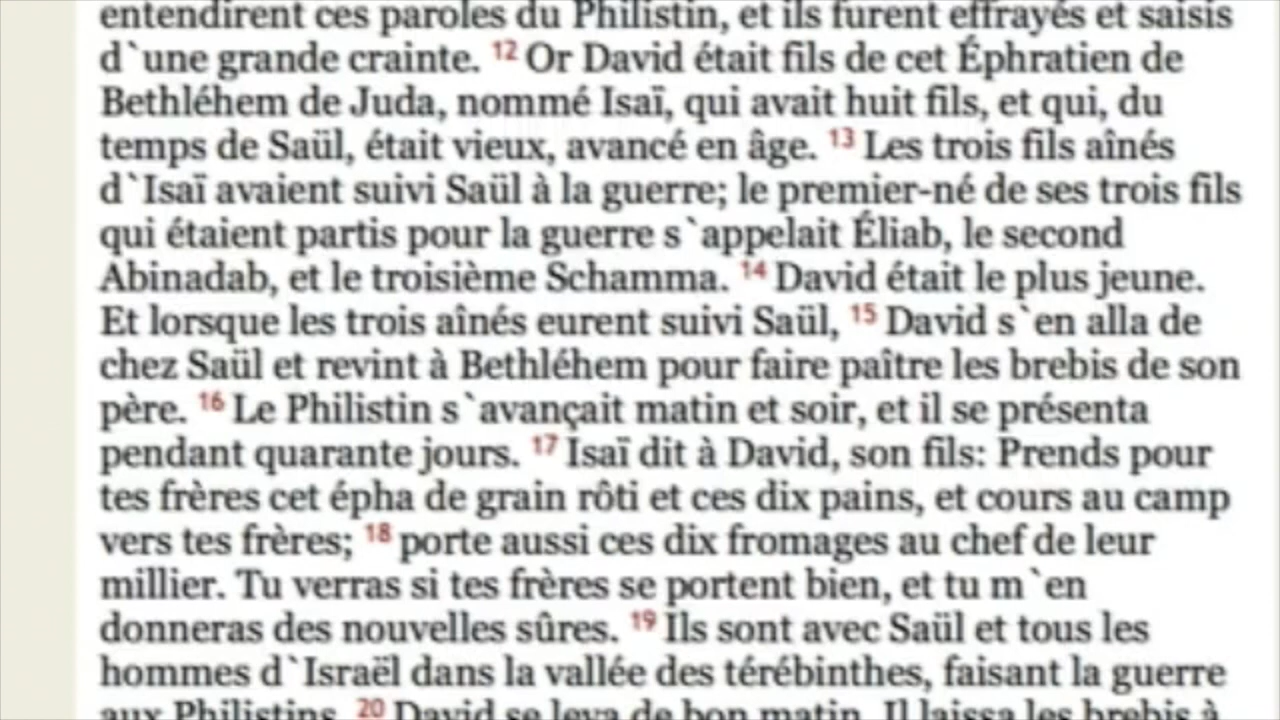 entendirent ces paroles du Philistin, et ils furent effrayés et saisis
d`une grande crainte. 12 Or David était fils de cet Éphratien de
Bethléhem de Juda, nommé Isaï, qui avait huit fils, et qui, du
temps de Saül, était vieux, avancé en âge. 13 Les trois fils aînés
d`Isaï avaient suivi Saül à la guerre; le premier-né de ses trois fils
qui étaient partis pour la guerre s`appelait Éliab, le second
Abinadab, et le troisième Schamma. 14 David était le plus jeune.
Et lorsque les trois aînés eurent suivi Saül, 15 David s`en alla de
chez Saül et revint à Bethléhem pour faire paître les brebis de son
père. 16 Le Philistin s`avançait matin et soir, et il se présenta
pendant quarante jours. 17 Isaï dit à David, son fils: Prends pour
tes frères cet épha de grain rôti et ces dix pains, et cours au camp
vers tes frères; 18 porte aussi ces dix fromages au chef de leur
millier. Tu verras si tes frères se portent bien, et tu m`en
donneras des nouvelles sûres. 19 Ils sont avec Saül et tous les
hommes d`Israël dans la vallée des térébinthes, faisant la guerre
aux Philistins. 20 David se leva de bon matin. Il laissa les brebis à